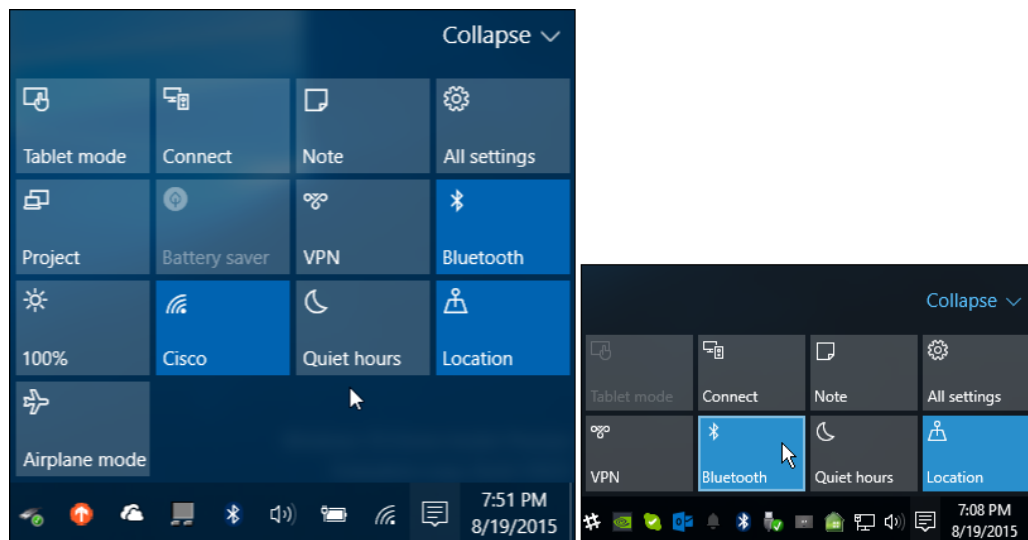 Collapse
Tablet mode
Connect
Note
All settings
Project
Battery saver
VPN
Bluetooth
100%
Cisco
Quiet hours
Location
Airplane mode
7:51 PM
8/19/2015
Collapse
Tablet mode
Connect
Note
All settings
VPN
Bluetooth
Quiet hours
Location
7:08 PM
8/19/2015